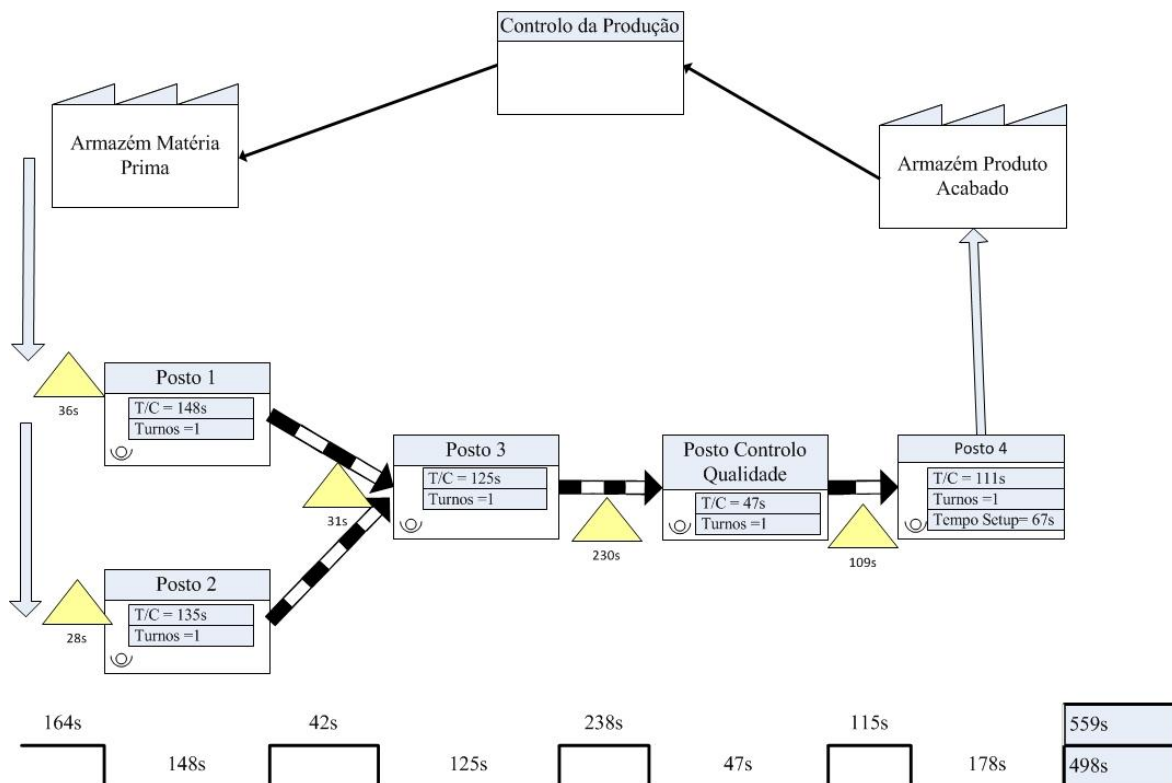 Controlo da Produção
Armazém Matéria
Prima
Armazém Produto
Acabado
Posto 1
T/C = 148s
Turnos =1
36s
31s
Posto 3
T/C = 125s
Turnos =1
230s
Posto Controlo
Qualidade
T/C = 47s
Turnos =1
109s
Posto 4
T/C = 111s
Turnos =1
Tempo Setup= 67s
Posto 2
T/C = 135s
Turnos =1
28s
164s
42s
238s
115s
559s
148s
125s
47s
178s
498s